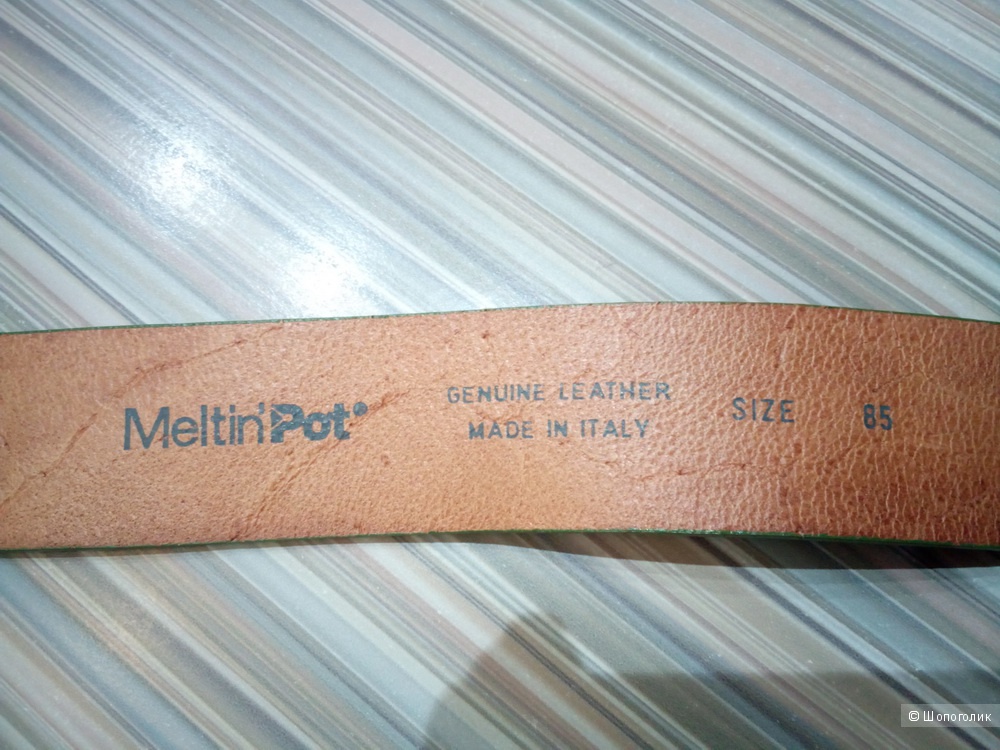 Meltin'Pot
GENUINE LEATHER
MADE IN ITALY
SIZE 85
© Шопоголик